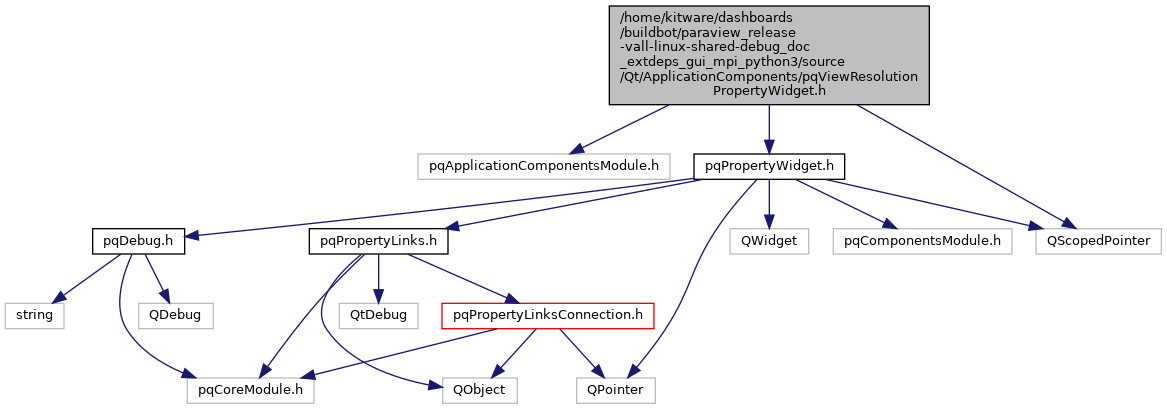 /home/kitware/dashboards
/buildbot/paraview_release
-vall-linux-shared-debug_doc
_extdeps_gui_mpi_python3/source
/Qt/ApplicationComponents/pqViewResolution
PropertyWidget.h
pqApplicationComponentsModule.h
pqPropertyWidget.h
pqDebug.h
pqPropertyLinks.h
QWidget
pqComponentsModule.h
QScopedPointer
string
QDebug
QtDebug
pqPropertyLinksConnection.h
pqCoreModule.h
QObject
QPointer